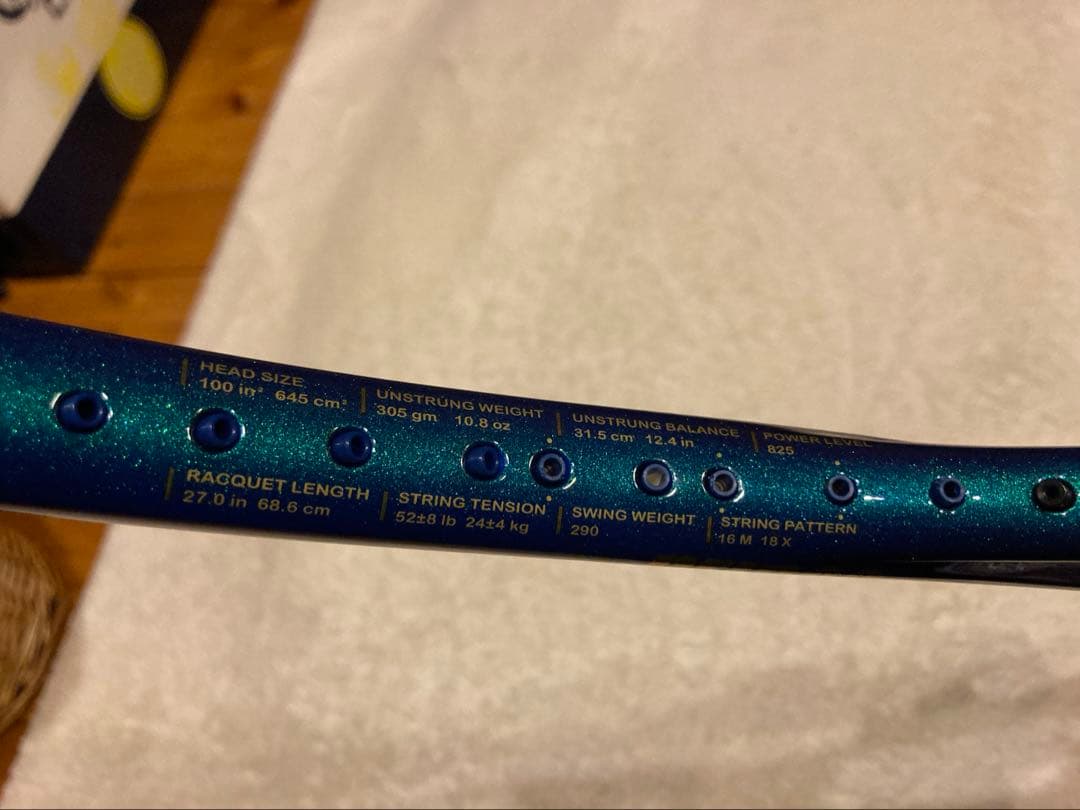 HEAD SIZE
100 in² 645 cm²
UNSTRUNG WEIGHT
305 gm 10.8 oz
UNSTRUNG BALANCE
31.5 cm 12.4 in
POWER LEVEL
825
RACQUET LENGTH
27.0 in 68.6 cm
STRING TENSION
52±8 lb 24±4 kg
SWING WEIGHT
290
STRING PATTERN
16 M 18 X